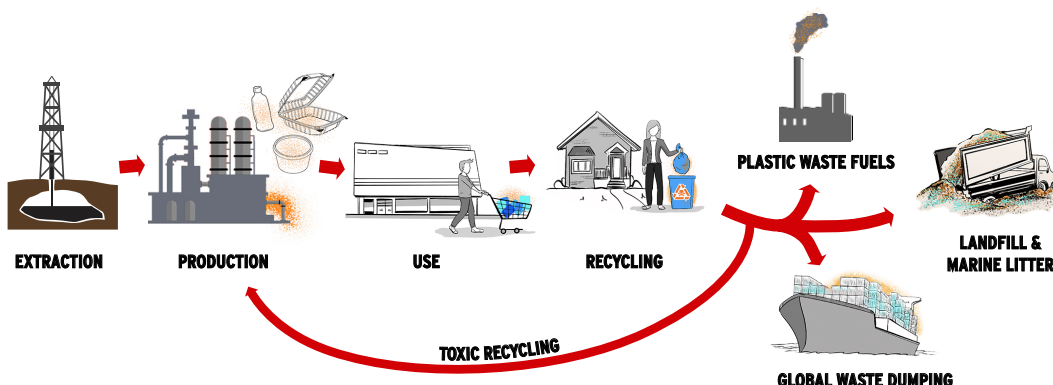 EXTRACTION
PRODUCTION
USE
RECYCLING
PLASTIC WASTE FUELS
LANDFILL &
MARINE LITTER
GLOBAL WASTE DUMPING
TOXIC RECYCLING